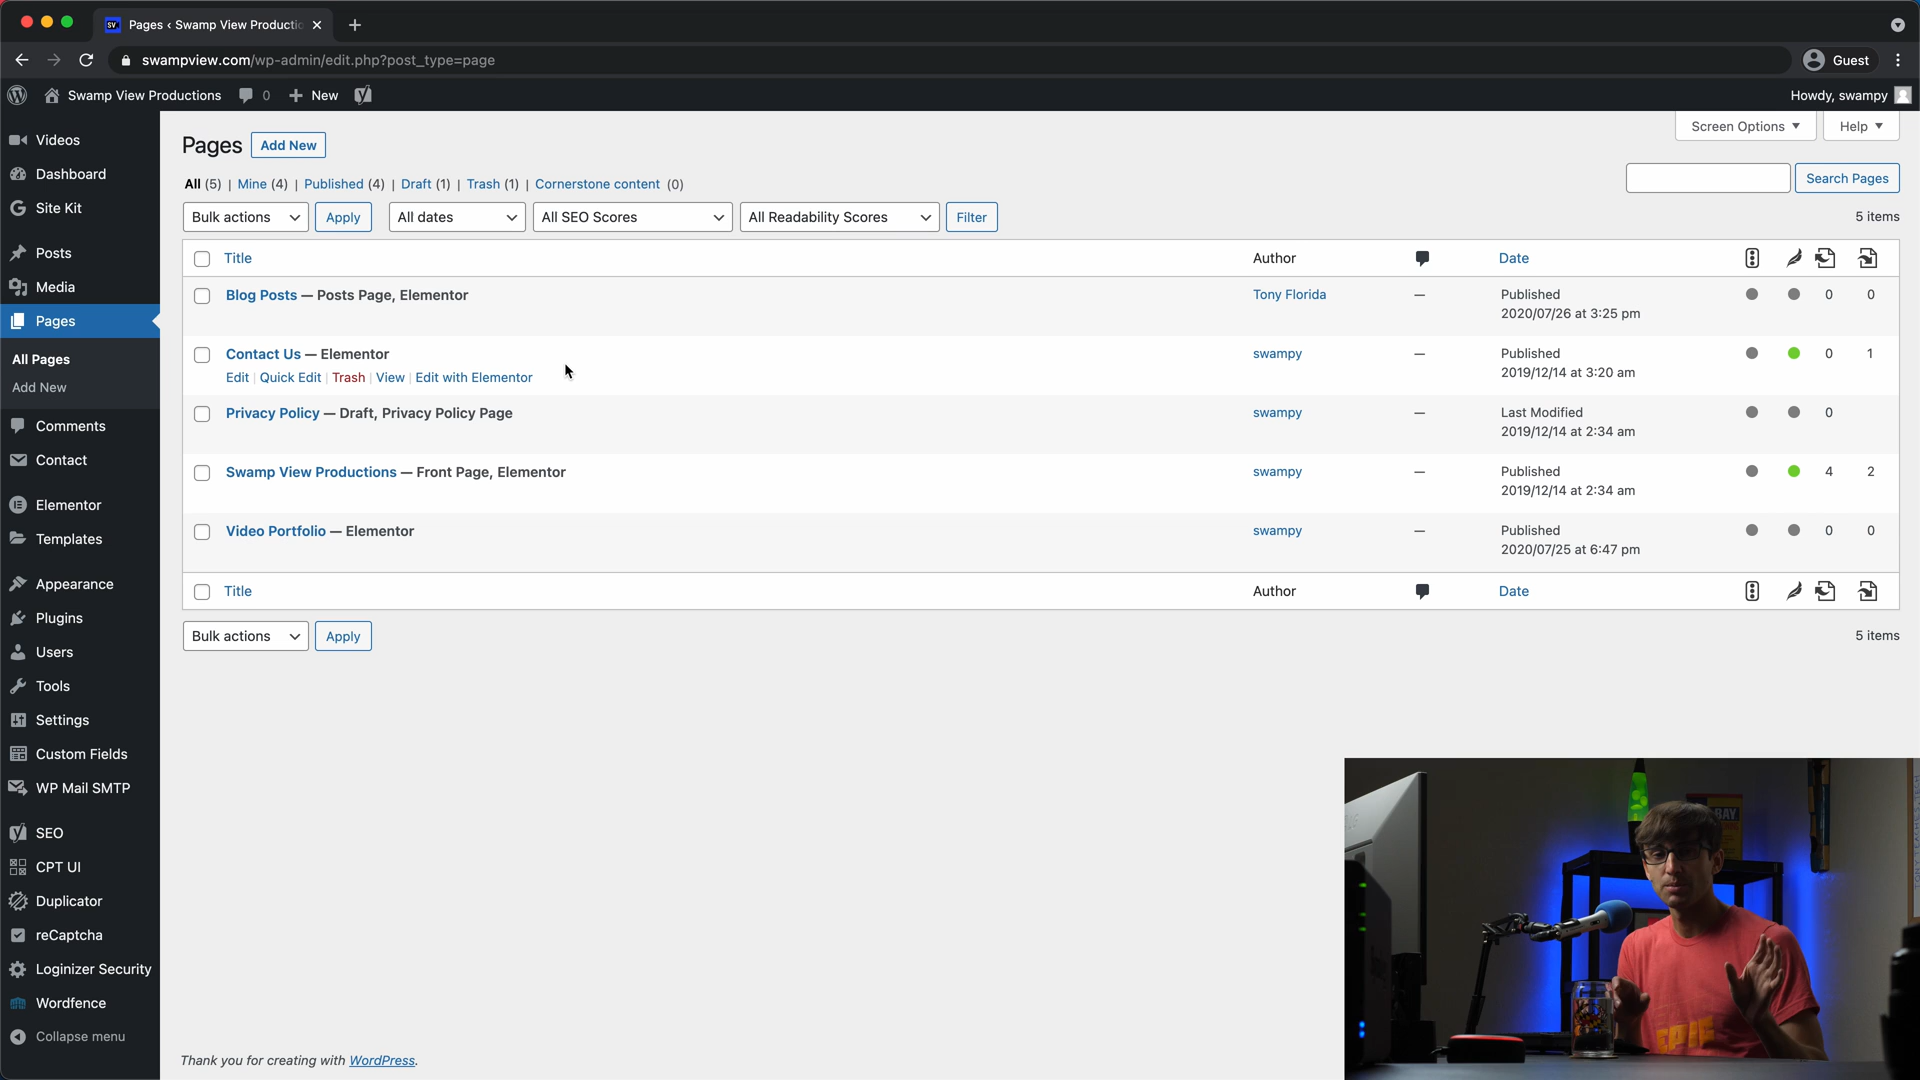 Pages ‹ Swamp View Productio
swampview.com/wp-admin/edit.php?post_type=page
Guest
Swamp View Productions 0 New
Howdy, swampy
Videos
Dashboard
Site Kit
Posts
Media
Pages
All Pages
Add New
Comments
Contact
Elementor
Templates
Appearance
Plugins
Users
Tools
Settings
Custom Fields
WP Mail SMTP
SEO
CPT UI
Duplicator
reCaptcha
Loginizer Security
Wordfence
Collapse menu
Screen Options Help
Pages Add New
All (5) | Mine (4) | Published (4) | Draft (1) | Trash (1) | Cornerstone content (0)
Search Pages
Bulk actions Apply All dates All SEO Scores All Readability Scores Filter
5 items
Title Author Date
Blog Posts — Posts Page, Elementor Tony Florida — Published 0 0
2020/07/26 at 3:25 pm
Contact Us — Elementor swampy — Published 0 1
2019/12/14 at 3:20 am
Edit | Quick Edit | Trash | View | Edit with Elementor
Privacy Policy — Draft, Privacy Policy Page swampy — Last Modified 0
2019/12/14 at 2:34 am
Swamp View Productions — Front Page, Elementor swampy — Published 4 2
2019/12/14 at 2:34 am
Video Portfolio — Elementor swampy — Published 0 0
2020/07/25 at 6:47 pm
Title Author Date
Bulk actions Apply
5 items
Thank you for creating with WordPress.
BAY
EPIC